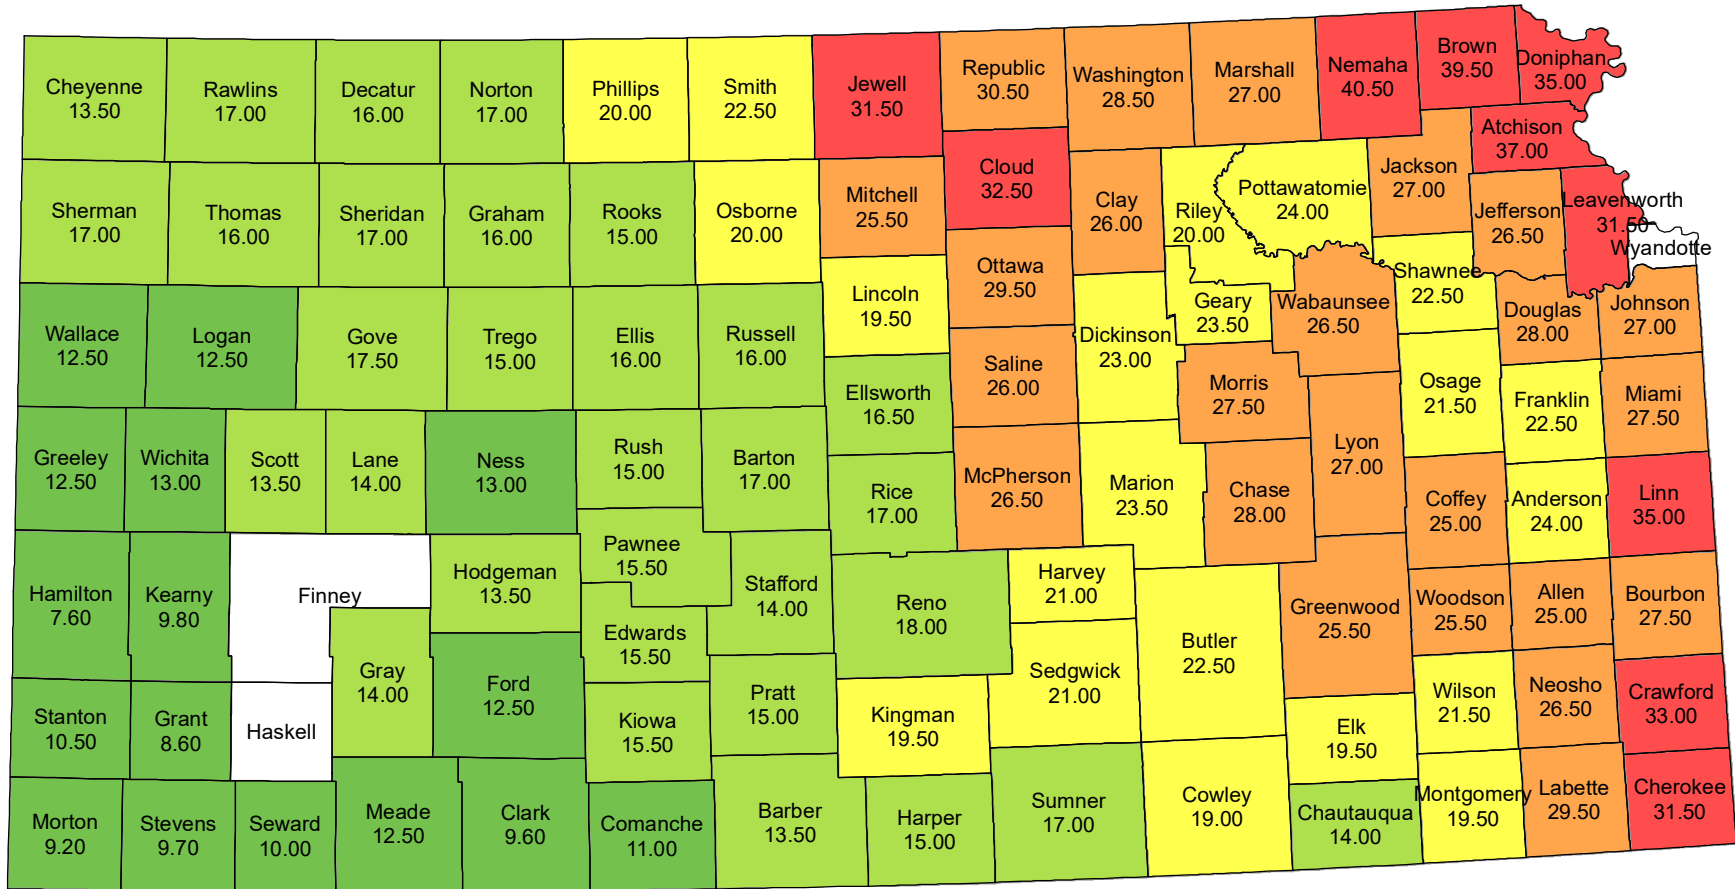 Cheyenne
13.50
Rawlins
17.00
Decatur
16.00
Norton
17.00
Phillips
20.00
Smith
22.50
Jewell
31.50
Republic
30.50
Washington
28.50
Marshall
27.00
Nemaha
40.50
Brown
39.50
Doniphan
35.00
Atchison
37.00
Sherman
17.00
Thomas
16.00
Sheridan
17.00
Graham
16.00
Rooks
15.00
Osborne
20.00
Mitchell
25.50
Cloud
32.50
Clay
26.00
Riley
20.00
Pottawatomie
24.00
Jackson
27.00
Jefferson
26.50
Leavenworth
31.50
Wyandotte
Wallace
12.50
Logan
12.50
Gove
17.50
Trego
15.00
Ellis
16.00
Russell
16.00
Lincoln
19.50
Ottawa
29.50
Dickinson
23.00
Geary
23.50
Wabaunsee
26.50
Shawnee
22.50
Douglas
28.00
Johnson
27.00
Ellsworth
16.50
Saline
26.00
Morris
27.50
Osage
21.50
Franklin
22.50
Miami
27.50
Greeley
12.50
Wichita
13.00
Scott
13.50
Lane
14.00
Ness
13.00
Rush
15.00
Barton
17.00
Rice
17.00
McPherson
26.50
Marion
23.50
Chase
28.00
Lyon
27.00
Coffey
25.00
Anderson
24.00
Linn
35.00
Hamilton
7.60
Kearny
9.80
Finney
Hodgeman
13.50
Pawnee
15.50
Stafford
14.00
Reno
18.00
Harvey
21.00
Butler
22.50
Greenwood
25.50
Woodson
25.50
Allen
25.00
Bourbon
27.50
Gray
14.00
Ford
12.50
Edwards
15.50
Sedgwick
21.00
Stanton
10.50
Grant
8.60
Haskell
Kiowa
15.50
Pratt
15.00
Kingman
19.50
Elk
19.50
Wilson
21.50
Neosho
26.50
Crawford
33.00
Morton
9.20
Stevens
9.70
Seward
10.00
Meade
12.50
Clark
9.60
Comanche
11.00
Barber
13.50
Harper
15.00
Sumner
17.00
Cowley
19.00
Chautauqua
14.00
Montgomery
19.50
Labette
29.50
Cherokee
31.50